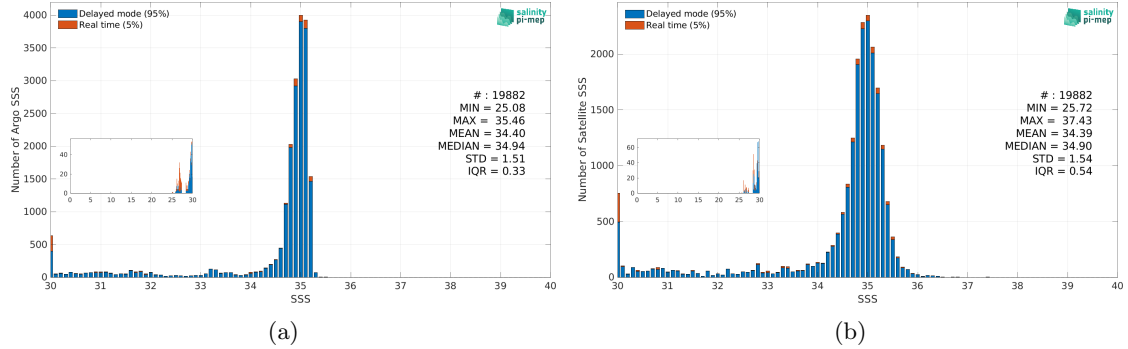 Delayed mode (95%)
Real time (5%)
salinity
pi-mep
4000
3500
3000
2500
2000
1500
1000
500
0
Number of Argo SSS
# : 19882
MIN = 25.08
MAX = 35.46
MEAN = 34.40
MEDIAN = 34.94
STD = 1.51
IQR = 0.33
40
20
0
0 5 10 15 20 25 30
30 31 32 33 34 35 36 37 38 39 40
SSS
(a)
Delayed mode (95%)
Real time (5%)
salinity
pi-mep
2000
1500
1000
500
0
Number of Satellite SSS
# : 19882
MIN = 25.72
MAX = 37.43
MEAN = 34.39
MEDIAN = 34.90
STD = 1.54
IQR = 0.54
60
40
20
0
0 5 10 15 20 25 30
30 31 32 33 34 35 36 37 38 39 40
SSS
(b)